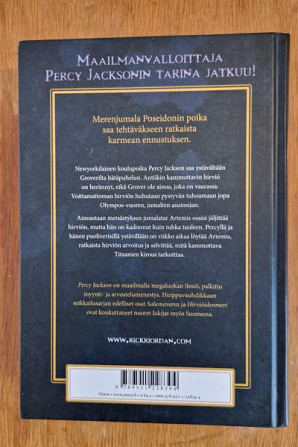 MAAILMANVALLOITTAJA
PERCY JACKSONIN TARINA JATKUU!
Merenjumala Poseidonin poika
saa tehtäväkseen ratkaista
karmean ennustuksen.
Newyorkilainen koulupoika Percy Jackson saa ystävältään
Groverilta hätäpuhelun. Antiikin kammottavin hirviö
on herännyt, eikä Grover ole ainoa, joka on vaarassa.
Voittamattoman hirviön huhutaan pystyvän tuhoamaan jopa
Olympos-vuoren, jumalten asuinsijan.
Ainoastaan metsästyksen jumalatar Artemis osaisi jäljittää
hirviön, mutta hän on kadonnut kuin tuhka tuuleen. Percyllä ja
hänen puoliverisillä ystävillään on viikko aikaa löytää Artemis,
ratkaista hirviön arvoitus ja selvittää, mitä kammottava
Titaanien kirous tarkoittaa.
Percy Jackson on maailmalla megaluokan ilmiö, palkittu
myynti- ja arvostelumenestys. Huippuvauhdikkaan
seikkailusarjan edelliset osat Salamavaras ja Hirviöidenmeri
ovat koukuttaneet nuoret lukijat myös Suomessa.
WWW.RICKRIORDAN.COM